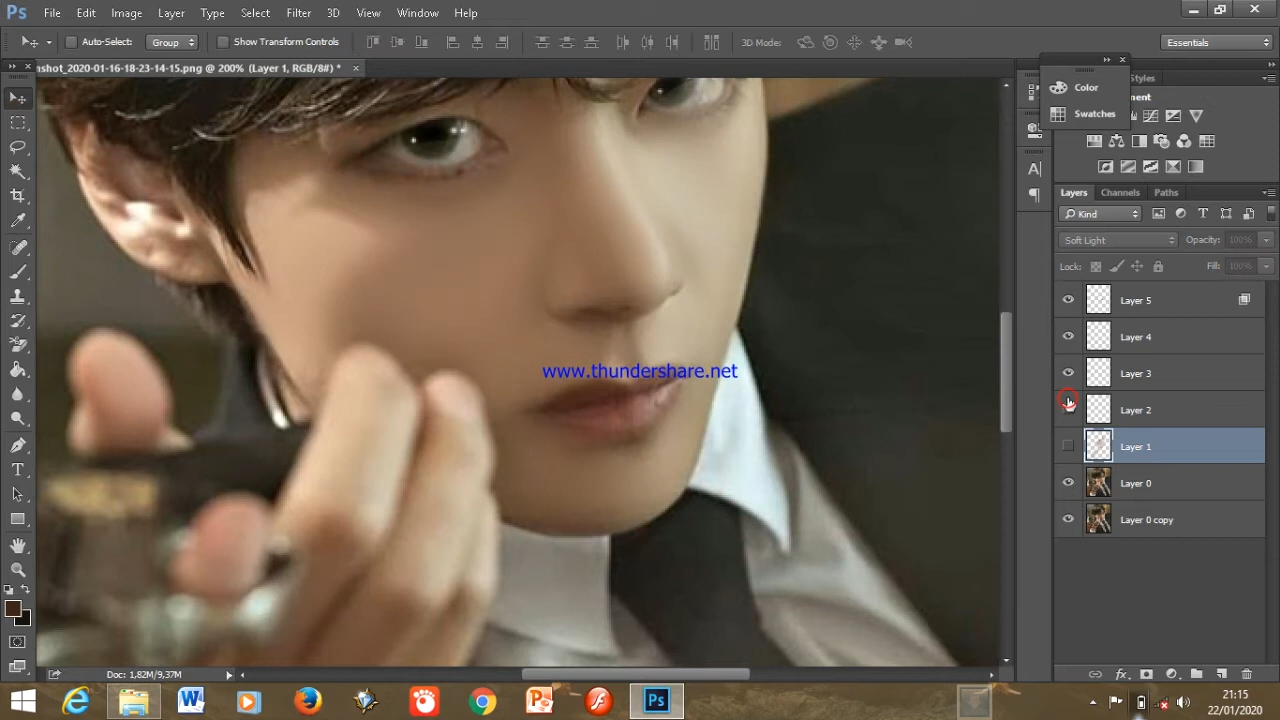 Ps File Edit Image Layer Type Select Filter 3D View Window Help
Auto-Select: Group Show Transform Controls 3D Mode: Essentials
nshot_2020-01-16-18-23-14-15.png @ 200% (Layer 1, RGB/8#) *
Styles
Color
Swatches
Layers Channels Paths
Kind
Soft Light Opacity: 100%
Lock: Fill: 100%
Layer 5
Layer 4
Layer 3
Layer 2
Layer 1
Layer 0
Layer 0 copy
www.thundershare.net
Doc: 1,82M/9,37M
21:15
22/01/2020